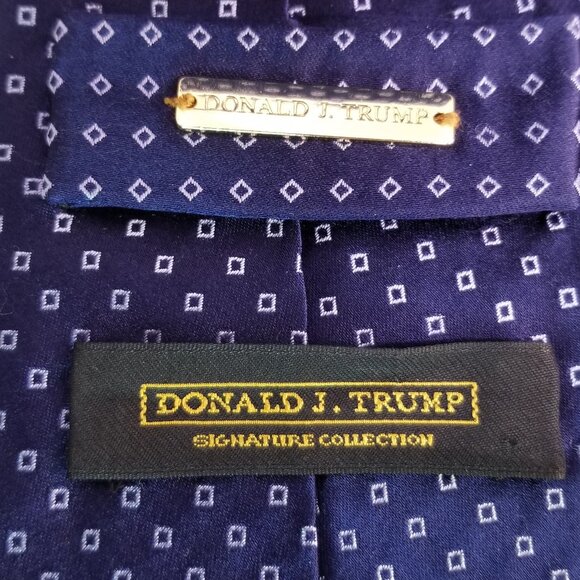 DONALD J. TRUMP
DONALD J. TRUMP
SIGNATURE COLLECTION